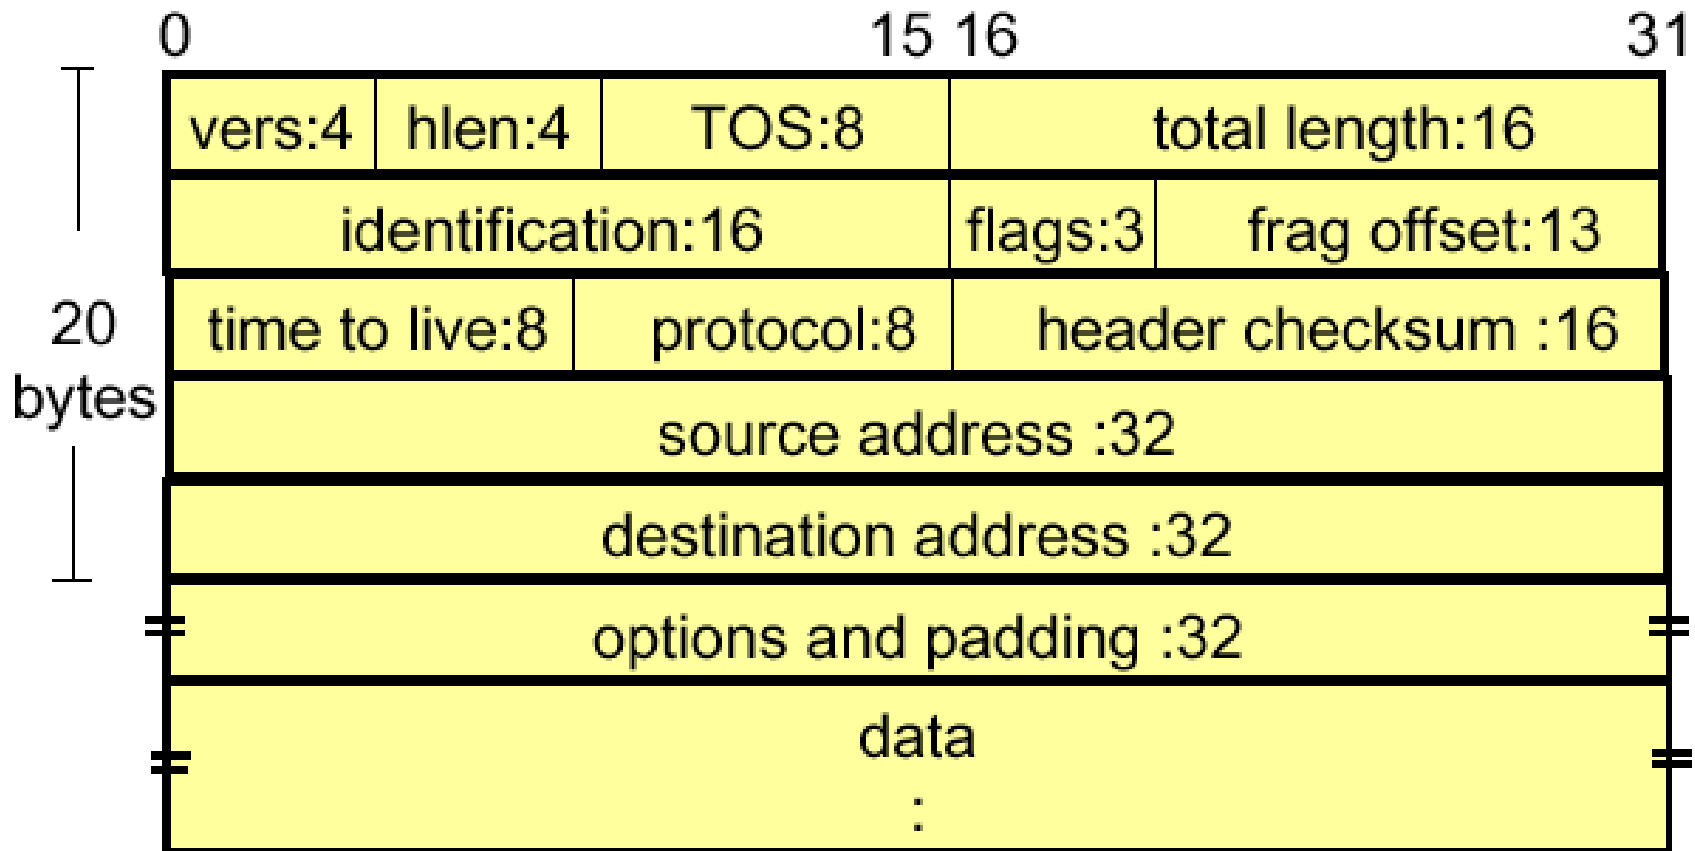 0 15 16 31
vers:4 hlen:4 TOS:8 total length:16
identification:16 flags:3 frag offset:13
20
bytes
time to live:8 protocol:8 header checksum :16
source address :32
destination address :32
options and padding :32
data
: